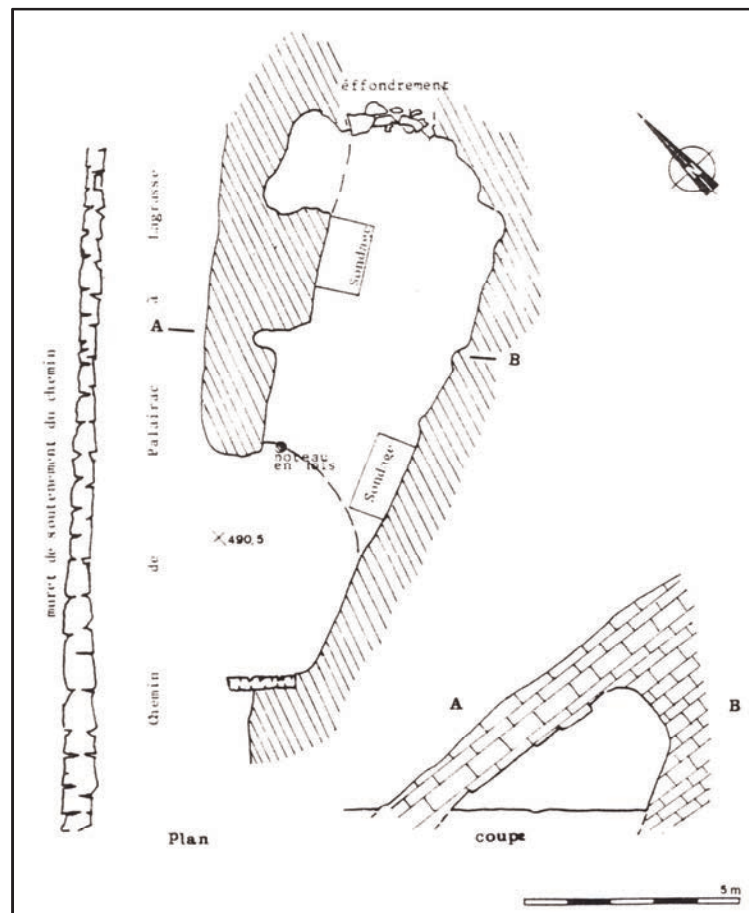 éffondrement
muret de soutenement du chemin
Chemin de Palairac à Lagrasse
Sondage
A
B
poteau
en bois
Sondage
490,5
A
B
Plan
coupe
5 m